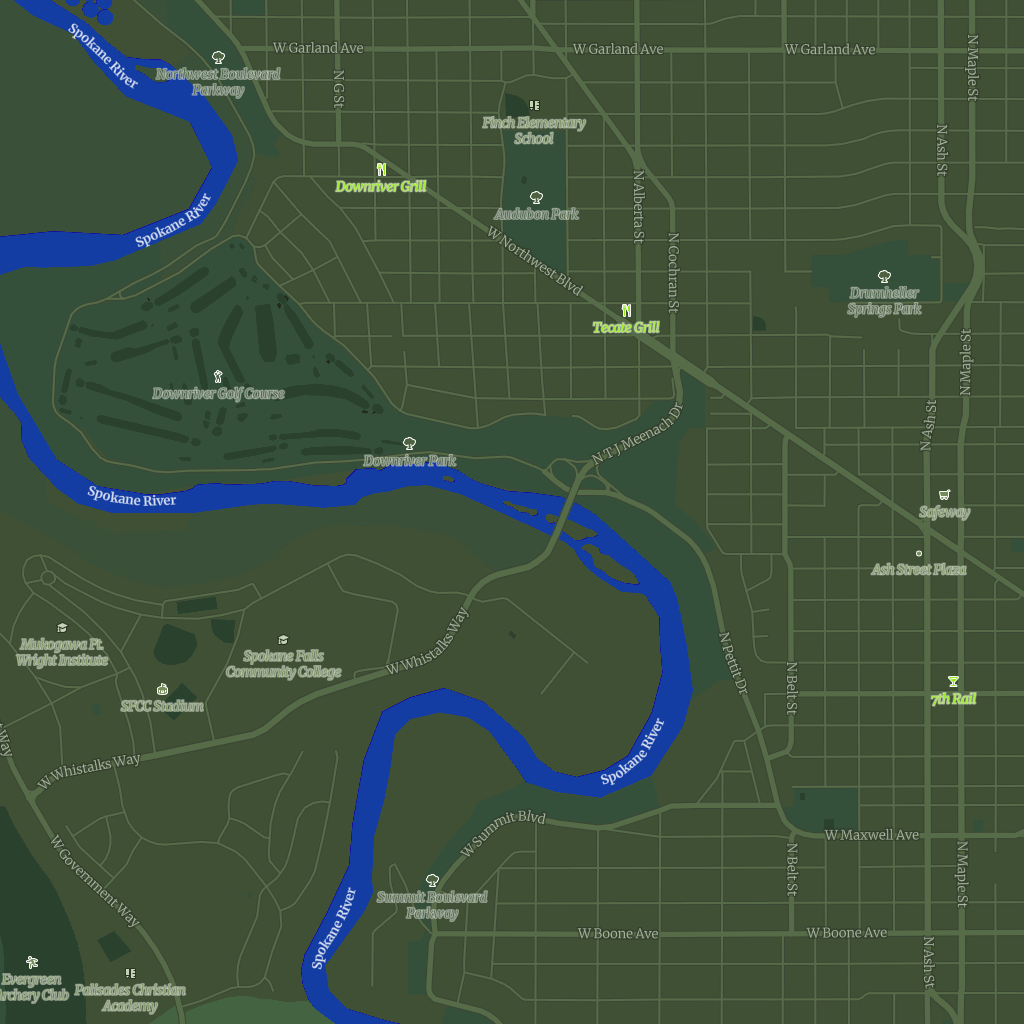 Spokane River
W Garland Ave
W Garland Ave
W Garland Ave
N Maple St
Northwest Boulevard
Parkway
N G St
Finch Elementary
School
N Ash St
Downriver Grill
Audubon Park
N Alberta St
Spokane River
W Northwest Blvd
N Cochran St
Drumheller
Springs Park
Tecate Grill
N Maple St
Downriver Golf Course
N Ash St
N T J Meenach Dr
Downriver Park
Spokane River
Safeway
Ash Street Plaza
Mukogawa Ft.
Wright Institute
Spokane Falls
Community College
W Whistalks Way
N Pettit Dr
N Belt St
SFCC Stadium
7th Rail
Way
W Whistalks Way
Spokane River
W Summit Blvd
W Maxwell Ave
W Government Way
N Belt St
N Maple St
Summit Boulevard
Parkway
Spokane River
W Boone Ave
W Boone Ave
N Ash St
Evergreen
Archery Club
Palisades Christian
Academy